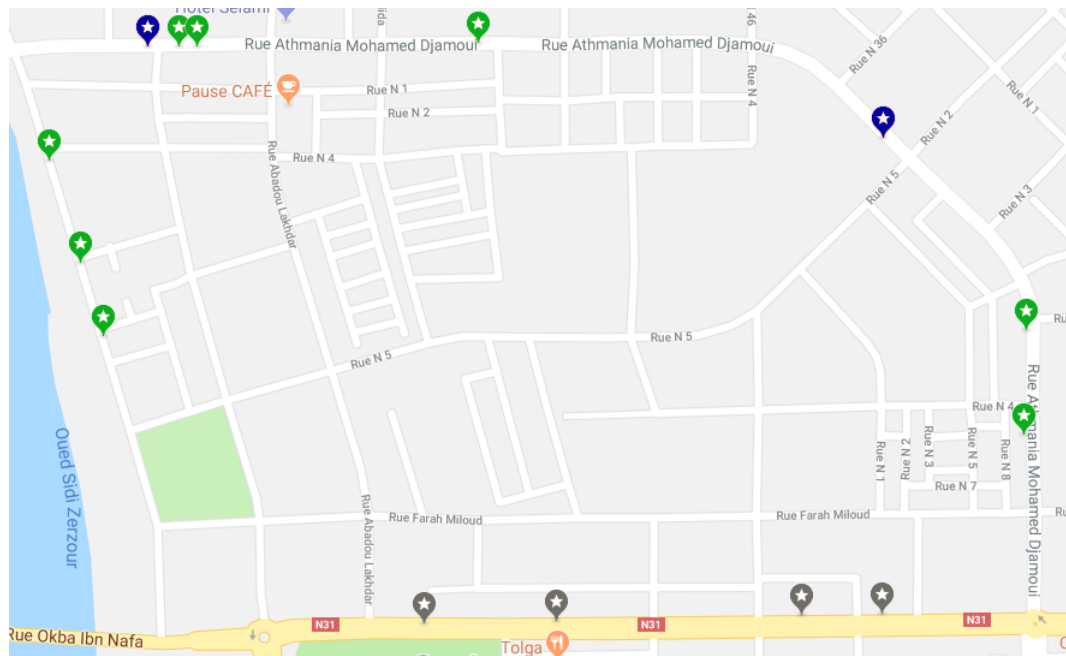 Hotel Selami
Rue Athmania Mohamed Djamoui
Rue Athmania Mohamed Djamoui
Rue N 36
Rue N 1
Pause CAFÉ
Rue N 1
Rue N 2
Rue N 4
Rue N 2
Rue N 4
Rue Abadou Lakhdar
Rue N 5
Rue N 3
Rue N 5
Rue N 5
Rue Athmania Mohamed Djamoui
Rue N 4
Rue N 1
Rue N 2
Rue N 3
Rue N 5
Rue N 8
Rue N 7
Oued Sidi Zerzour
Rue Abadou Lakhdar
Rue Farah Miloud
Rue Farah Miloud
Rue Okba Ibn Nafa
N31
N31
N31
Tolga